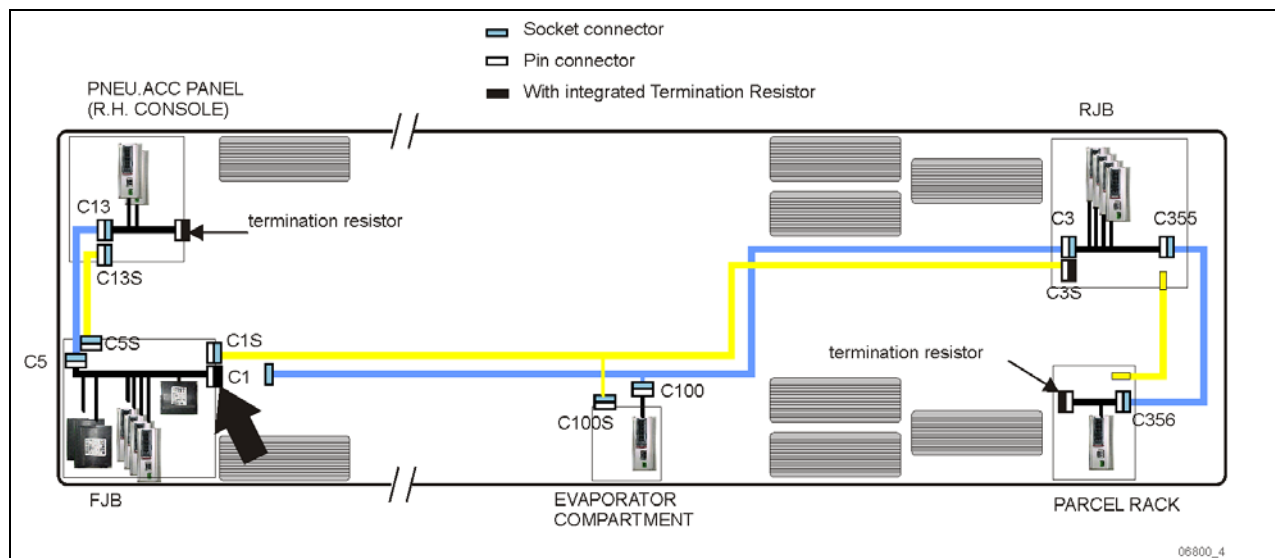 Socket connector
Pin connector
With integrated Termination Resistor
PNEU.ACC PANEL
(R.H. CONSOLE)
RJB
C13
termination resistor
C3
C355
C13S
C3S
C5
C5S
C1S
C1
termination resistor
C100
C100S
C356
FJB
EVAPORATOR
COMPARTMENT
PARCEL RACK
06800_4